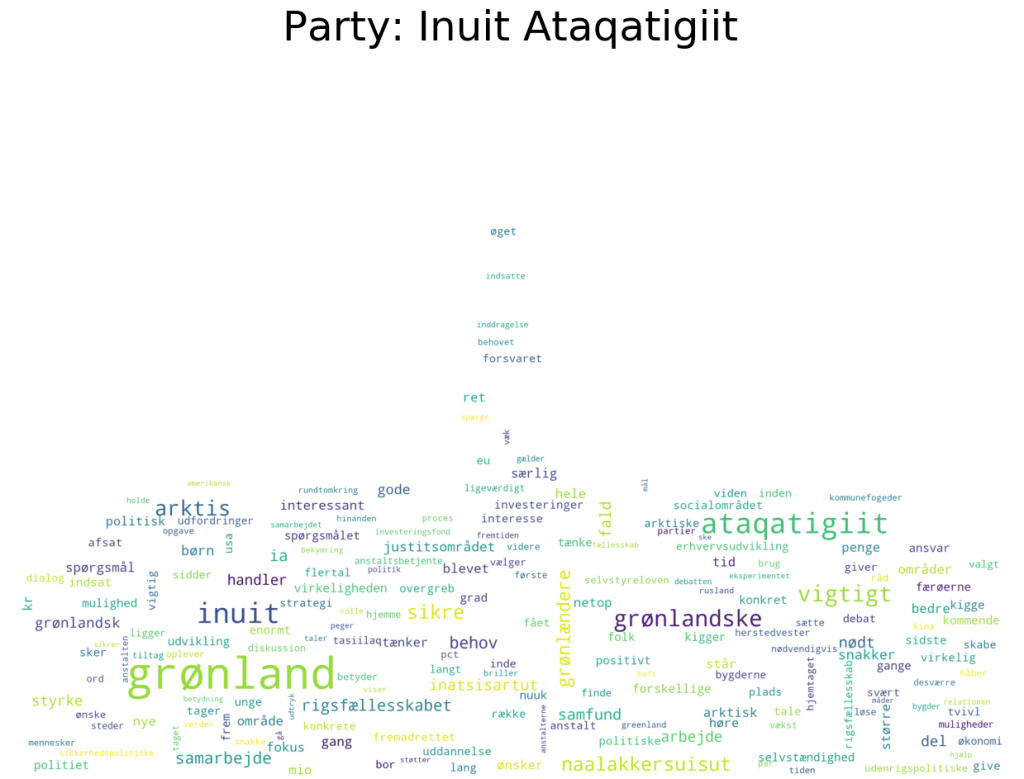 Party: Inuit Ataqatigiit
øget
indsatte
inddragelse
behovet
forsvaret
ret
spørge
væk
eu
gælder
særlig
amerikansk
holde
rundtomkring
gode
ligeværdigt
hele
mål
viden
inden
kommunefogeder
arktis
interessant
investeringer
fald
socialområdet
politisk
udfordringer
samarbejdet
hinanden
proces
interesse
arktiske
ataqatigiit
opgave
partier
ske
afsat
usa
spørgsmålet
investeringsfond
fremtiden
børn
ia
bekymring
justitsområdet
videre
tænke
fællesskab
erhvervsudvikling
penge
ansvar
spørgsmål
anstaltsbetjente
vælger
tid
brug
giver
områder
valgt
dialog
indsat
vigtig
sidder
handler
flertal
politik
blevet
første
selvstyreloven
debatten
eksperimentet
råd
færøerne
virkeligheden
overgreb
rusland
vigtigt
kr
mulighed
strategi
grad
grønlændere
netop
konkret
bedre
kigge
inuit
rolle
hjemme
sikre
grønlandske
sætte
debat
kommende
grønlandsk
enormt
peger
fået
kina
ligger
udvikling
taler
tasiilaq
tænker
behov
folk
kigger
herstedvester
nødt
sidste
skabe
sikrer
anstalten
sker
oplever
diskussion
pct
inde
nødvendigvis
snakker
virkelig
grønland
langt
briller
positivt
står
gange
ord
betyder
viser
inatsisartut
haft
bygderne
hjemtaget
rigsfællesskab
desværre
håber
styrke
betydning
unge
udtryk
rigsfællesskabet
nuuk
finde
forskellige
plads
svært
måder
bygder
relationen
ønske
nye
tager
række
samfund
arktisk
tale
løse
tvivl
steder
verden
frem
område
konkrete
anstalterne
anstalt
greenland
høre
vækst
større
muligheder
mennesker
taget
snakke
gå
fokus
gang
fremadrettet
politiske
arbejde
del
økonomi
sikkerhedspolitiske
samarbejde
uddannelse
selvstændighed
hjælp
politiet
mio
bor
støtter
lang
ønsker
naalakkersuisut
par
tiden
udenrigspolitiske
give
tiltag